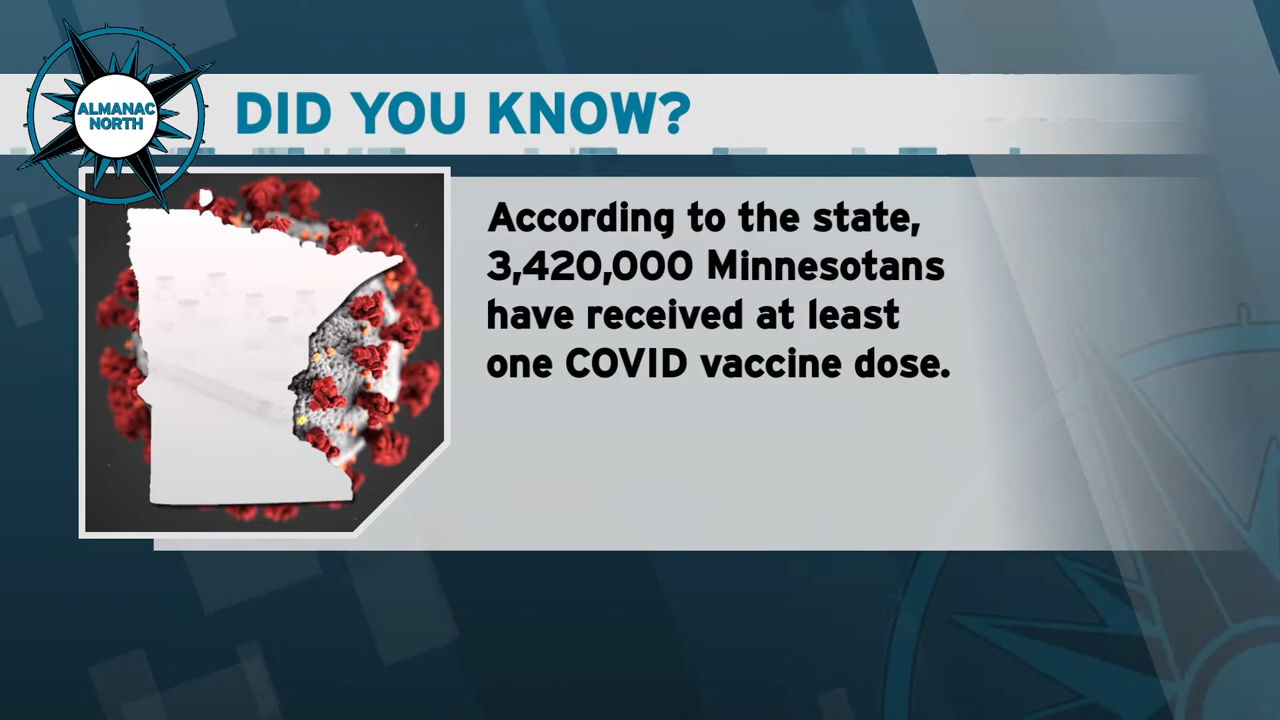 ALMANAC
NORTH
DID YOU KNOW?
According to the state,
3,420,000 Minnesotans
have received at least
one COVID vaccine dose.